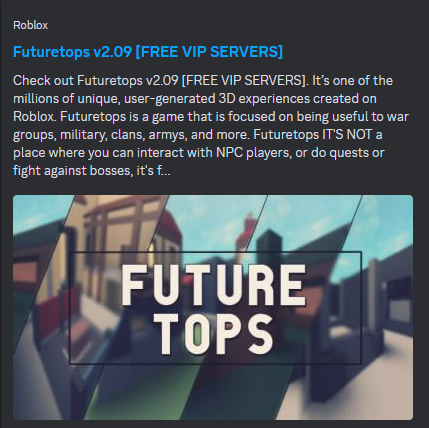 Roblox
Futuretops v2.09 [FREE VIP SERVERS]
Check out Futuretops v2.09 [FREE VIP SERVERS]. It's one of the
millions of unique, user-generated 3D experiences created on
Roblox. Futuretops is a game that is focused on being useful to war
groups, military, clans, armys, and more. Futuretops IT'S NOT a
place where you can interact with NPC players, or do quests or
fight against bosses, it's f...
FUTURE
TOPS